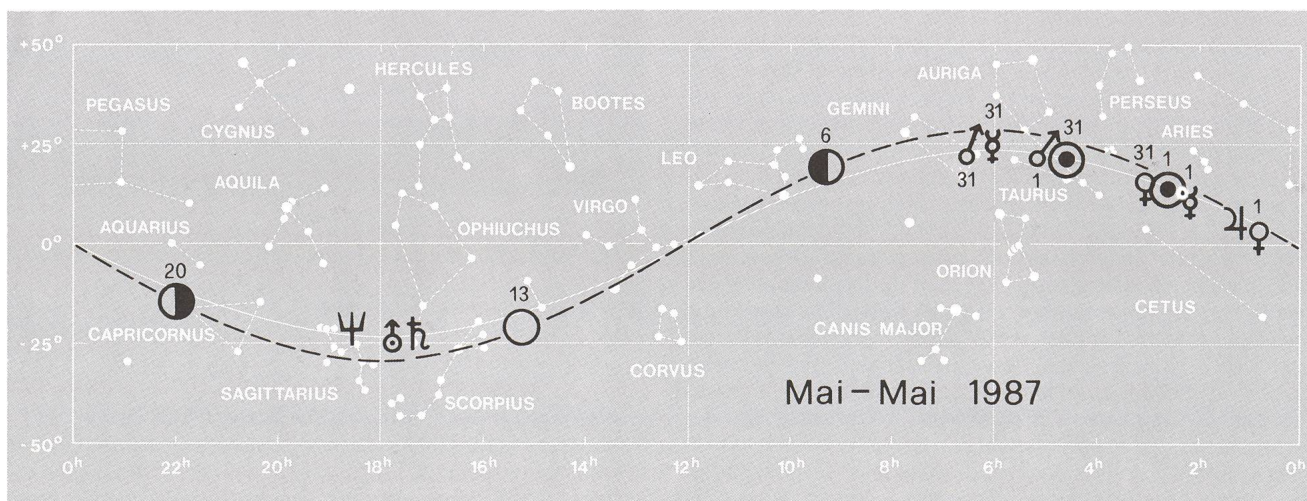 +50°
HERCULES
AURIGA
PEGASUS
BOOTES
GEMINI
31
PERSEUS
CYGNUS
6
31
ARIES
+25°
LEO
31
1
1
AQUILA
31
1
1
TAURUS
VIRGO
AQUARIUS
OPHIUCHUS
0°
20
13
ORION
CETUS
CAPRICORNUS
CANIS MAJOR
-25°
CORVUS
SAGITTARIUS
SCORPIUS
Mai – Mai 1987
-50°
0h 22h 20h 18h 16h 14h 12h 10h 8h 6h 4h 2h 0h